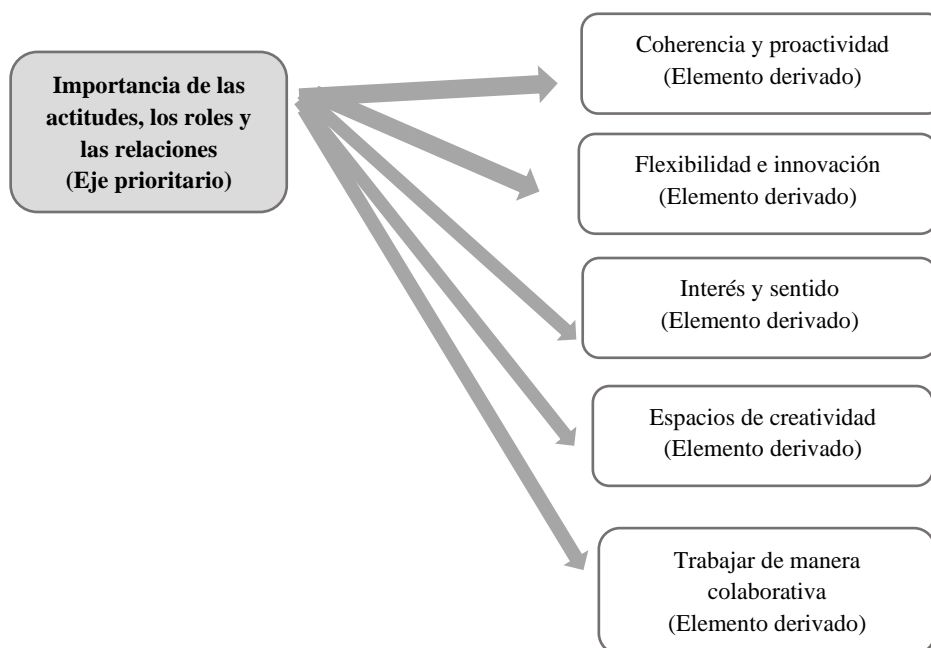 Importancia de las
actitudes, los roles y
las relaciones
(Eje prioritario)
Coherencia y proactividad
(Elemento derivado)
Flexibilidad e innovación
(Elemento derivado)
Interés y sentido
(Elemento derivado)
Espacios de creatividad
(Elemento derivado)
Trabajar de manera
colaborativa
(Elemento derivado)